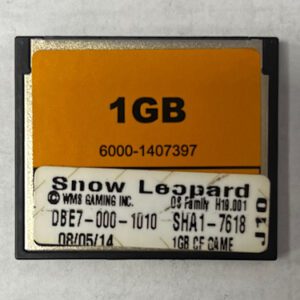 1GB
6000-1407397
Snow Leopard
© WMS GAMING INC. OS Family H19.001
DBE7-000-1010 SHA1-7618
08/05/14 1GB CF GAME